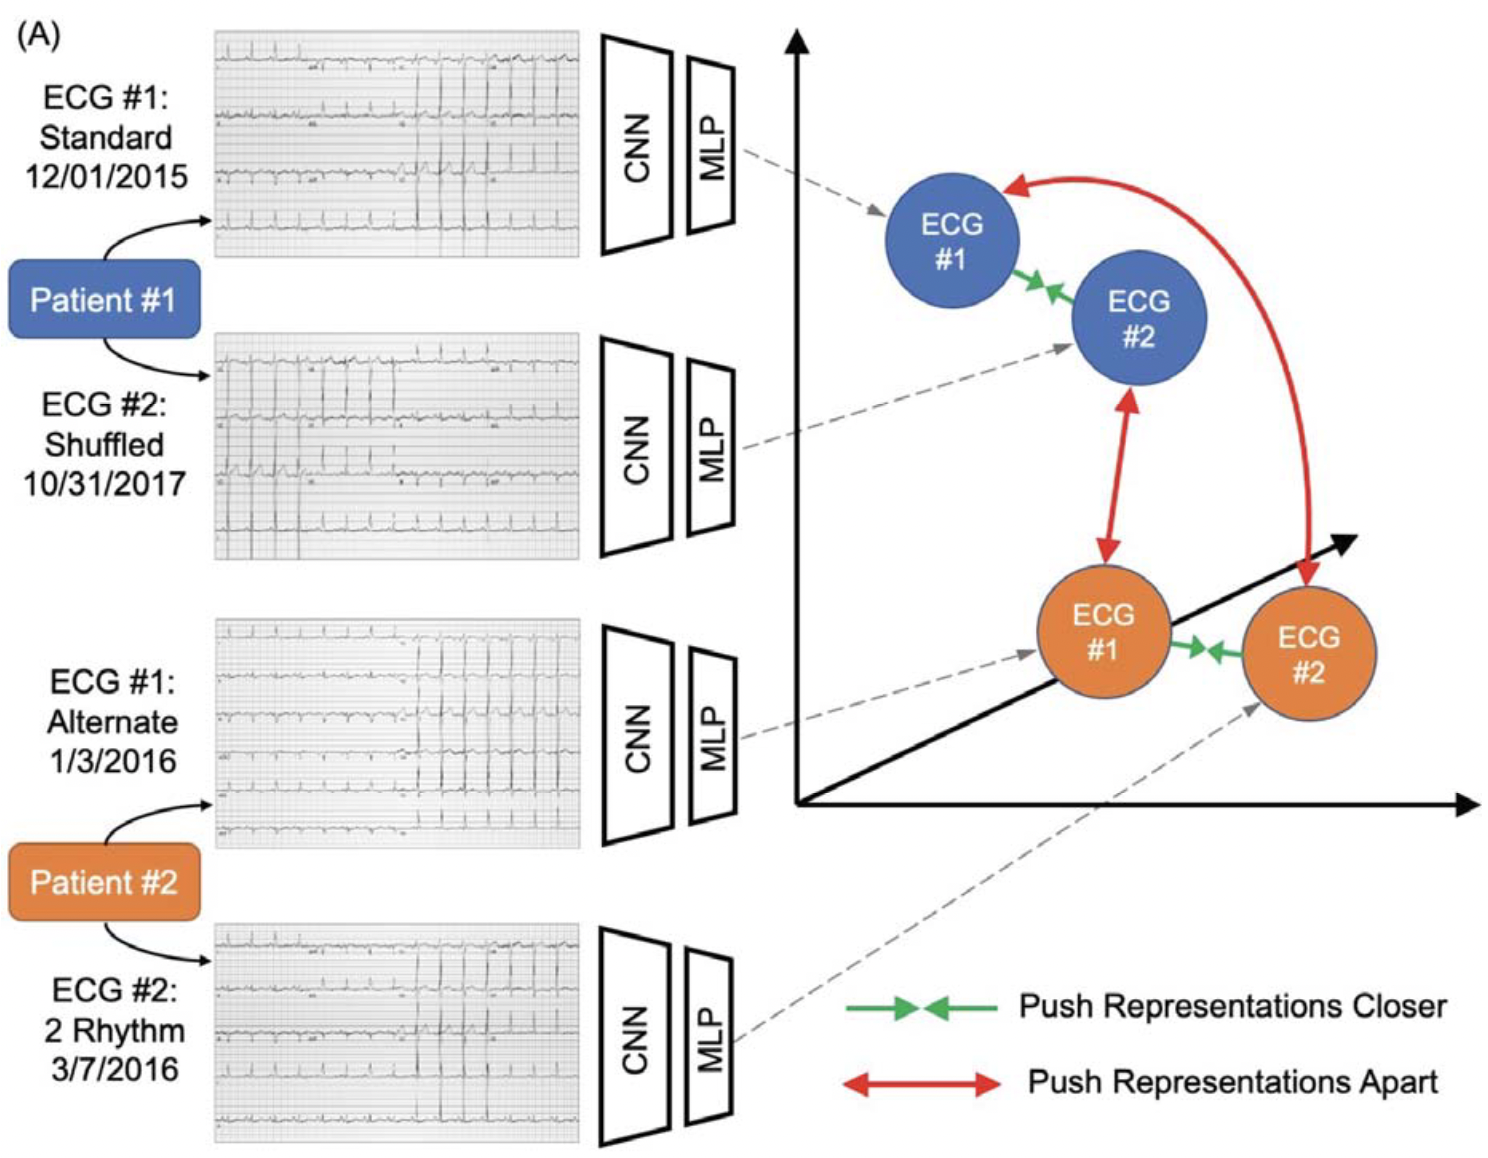 (A)
ECG #1:
Standard
12/01/2015
CNN
MLP
Patient #1
ECG #2:
Shuffled
10/31/2017
CNN
MLP
ECG #1:
Alternate
1/3/2016
CNN
MLP
Patient #2
ECG #2:
2 Rhythm
3/7/2016
CNN
MLP
ECG
#1
ECG
#2
ECG
#1
ECG
#2
Push Representations Closer
Push Representations Apart